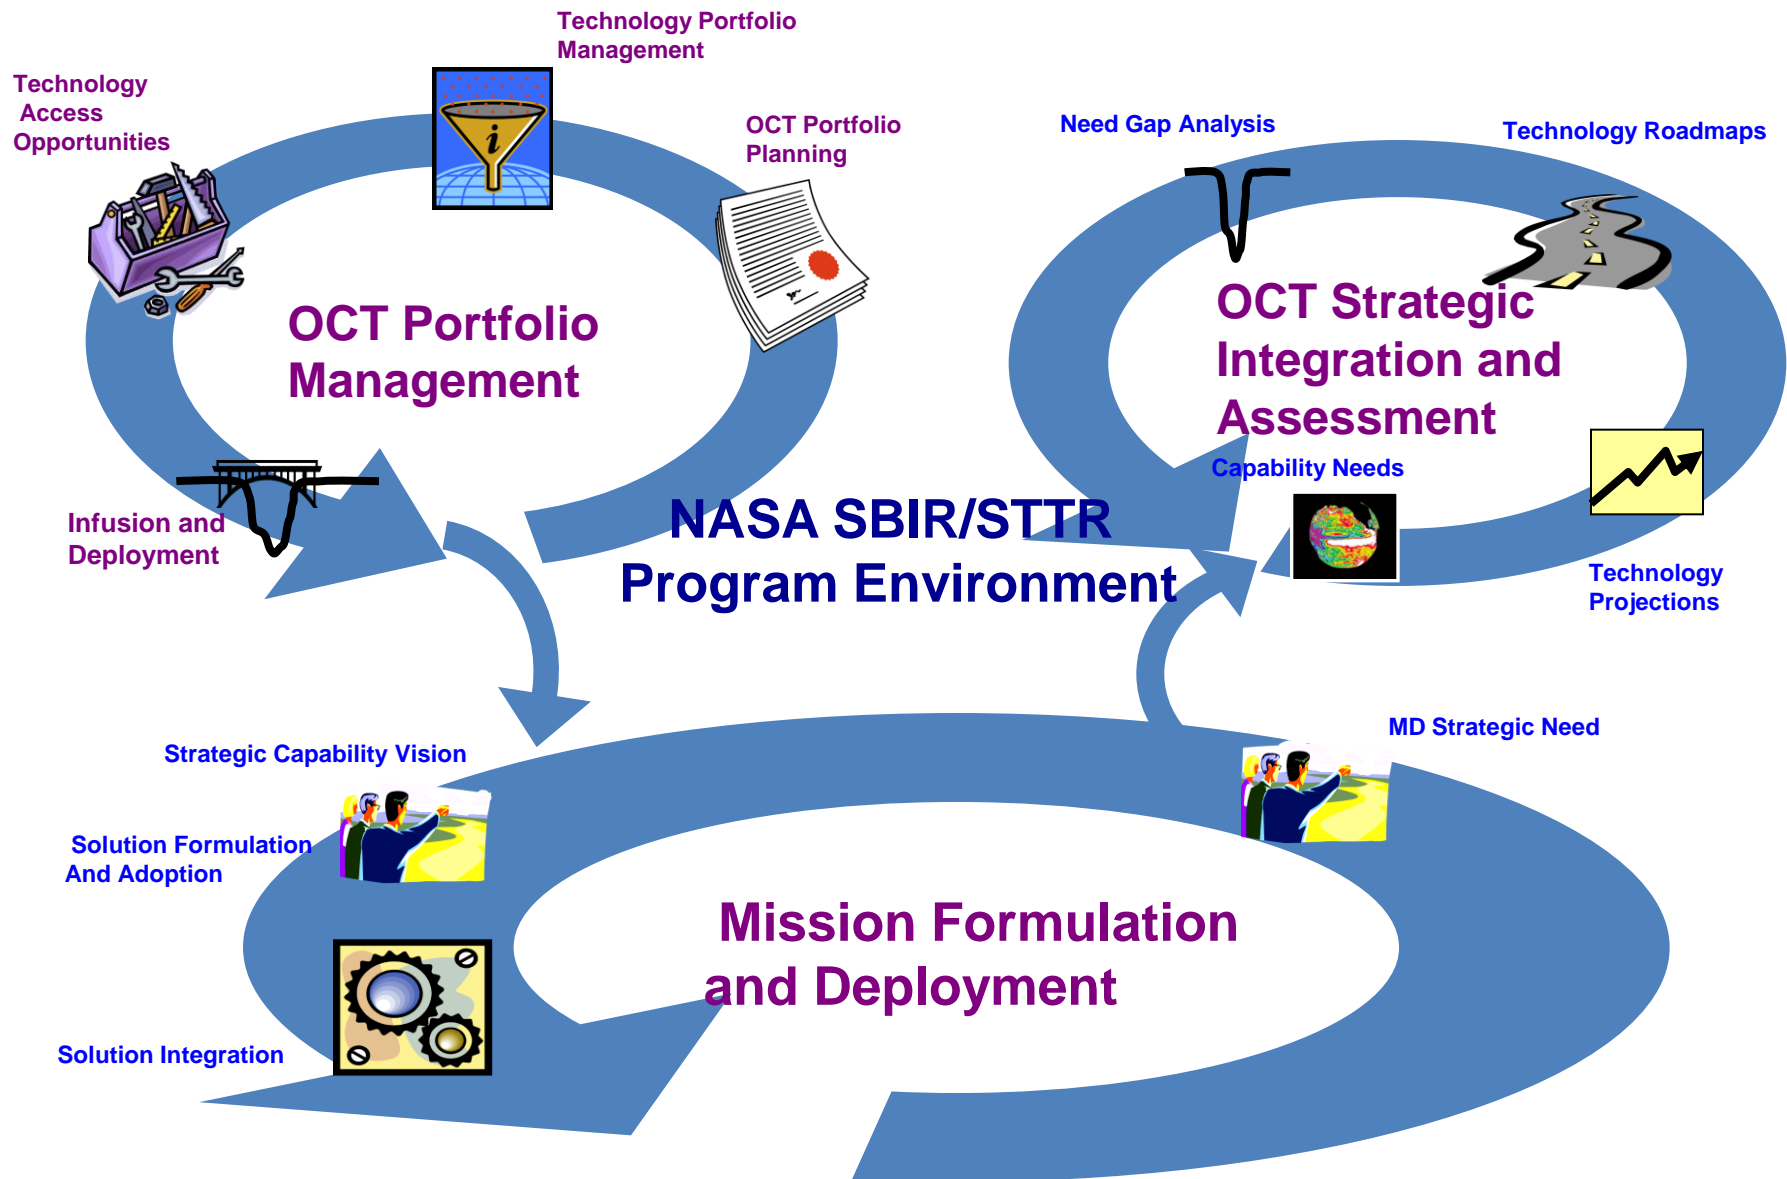 Technology Portfolio
Management
Technology
Access
Opportunities
OCT Portfolio
Planning
Need Gap Analysis
Technology Roadmaps
i
OCT Portfolio
Management
OCT Strategic
Integration and
Assessment
Capability Needs
Infusion and
Deployment
NASA SBIR/STTR
Program Environment
Technology
Projections
MD Strategic Need
Strategic Capability Vision
Solution Formulation
And Adoption
Mission Formulation
and Deployment
Solution Integration